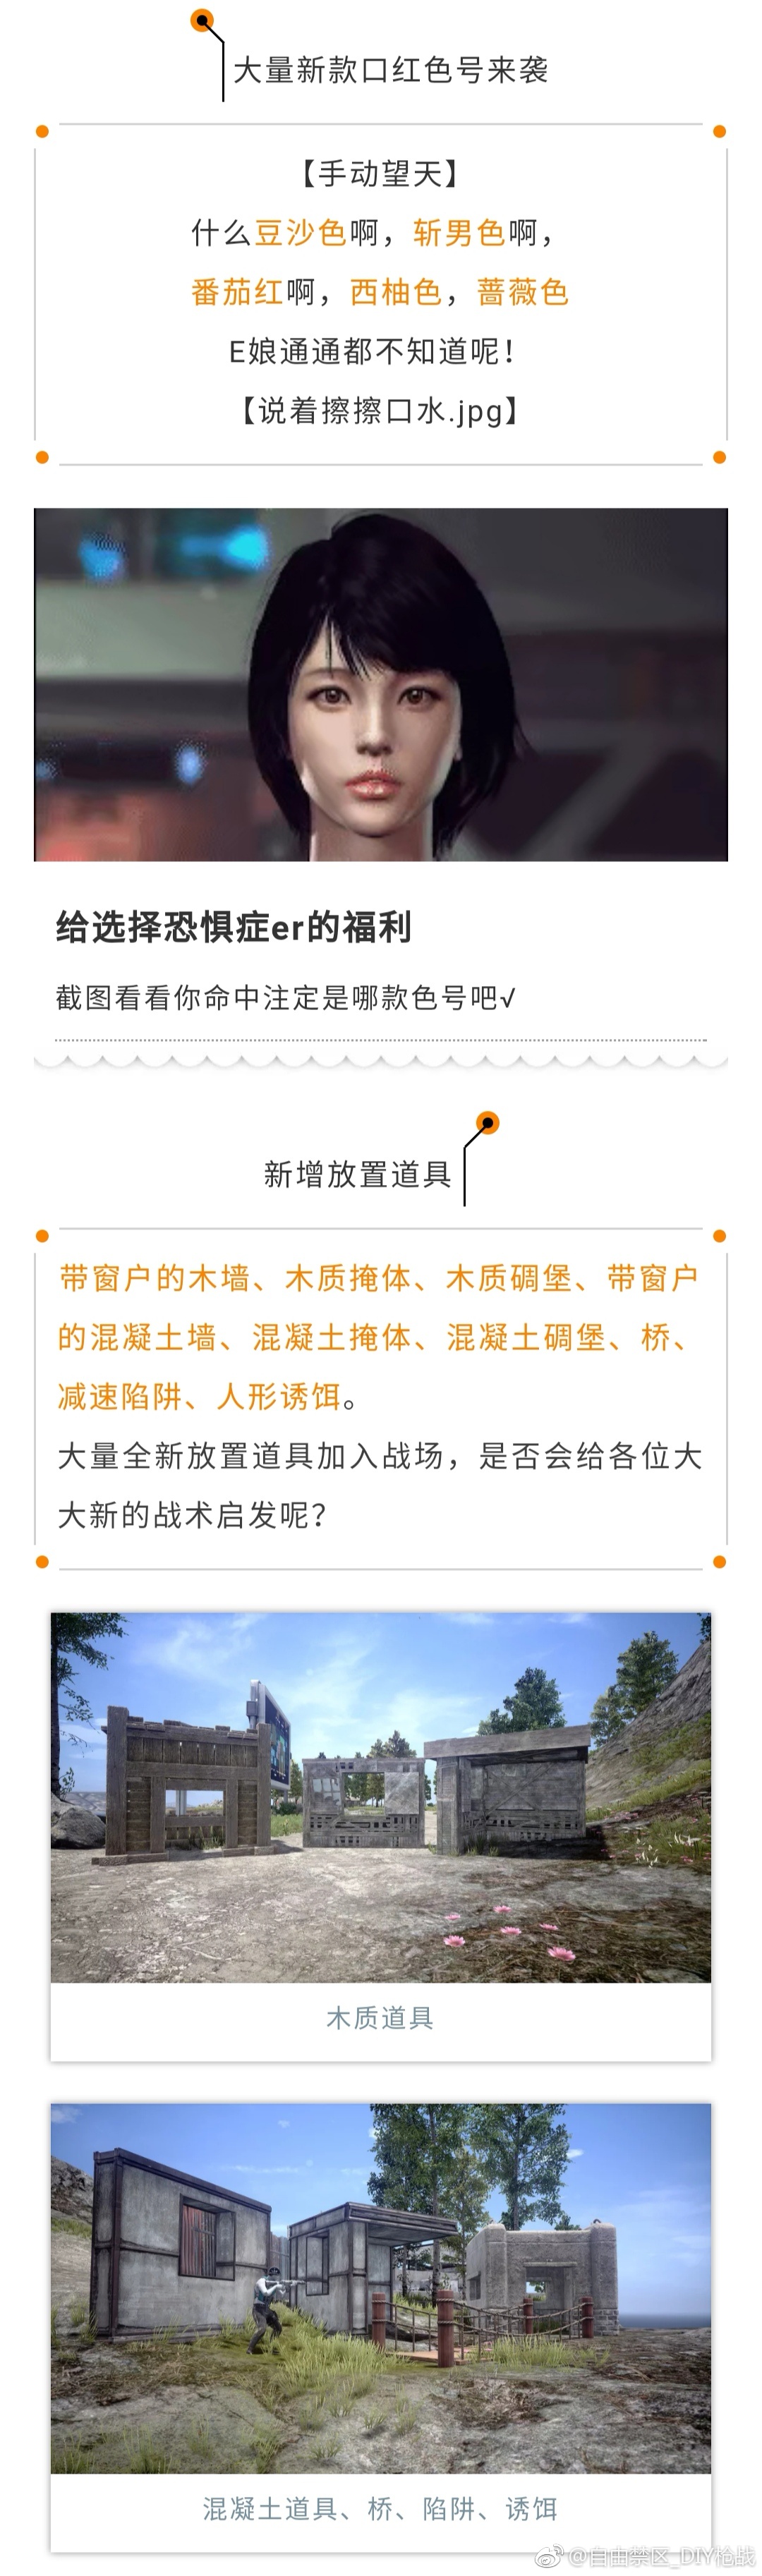 大量新款口红色号来袭
【手动望天】
什么豆沙色啊，斩男色啊，
番茄红啊，西柚色，蔷薇色
E娘通通都不知道呢！
【说着擦擦口水.jpg】
给选择恐惧症er的福利
截图看看你命中注定是哪款色号吧√
新增放置道具
带窗户的木墙、木质掩体、木质碉堡、带窗户
的混凝土墙、混凝土掩体、混凝土碉堡、桥、
减速陷阱、人形诱饵。
大量全新放置道具加入战场，是否会给各位大
大新的战术启发呢？
木质道具
混凝土道具、桥、陷阱、诱饵
@自由禁区_DIY枪战